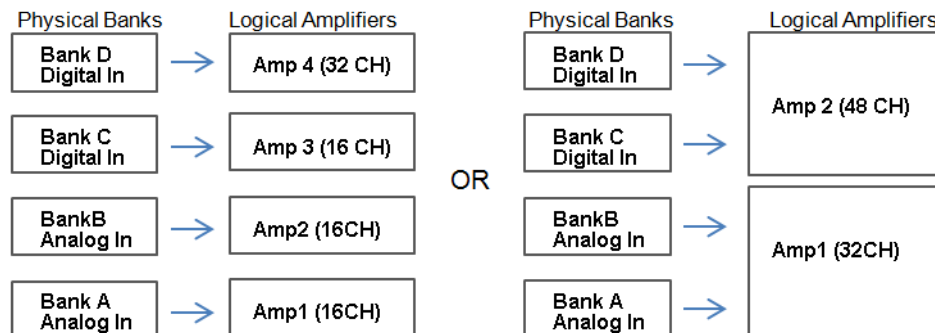 Physical Banks
Logical Amplifiers
Bank D
Digital In
Amp 4 (32 CH)
Bank C
Digital In
Amp 3 (16 CH)
BankB
Analog In
Amp2 (16CH)
Bank A
Analog In
Amp1 (16CH)
OR
Physical Banks
Logical Amplifiers
Bank D
Digital In
Bank C
Digital In
Amp 2 (48 CH)
BankB
Analog In
Bank A
Analog In
Amp1 (32CH)